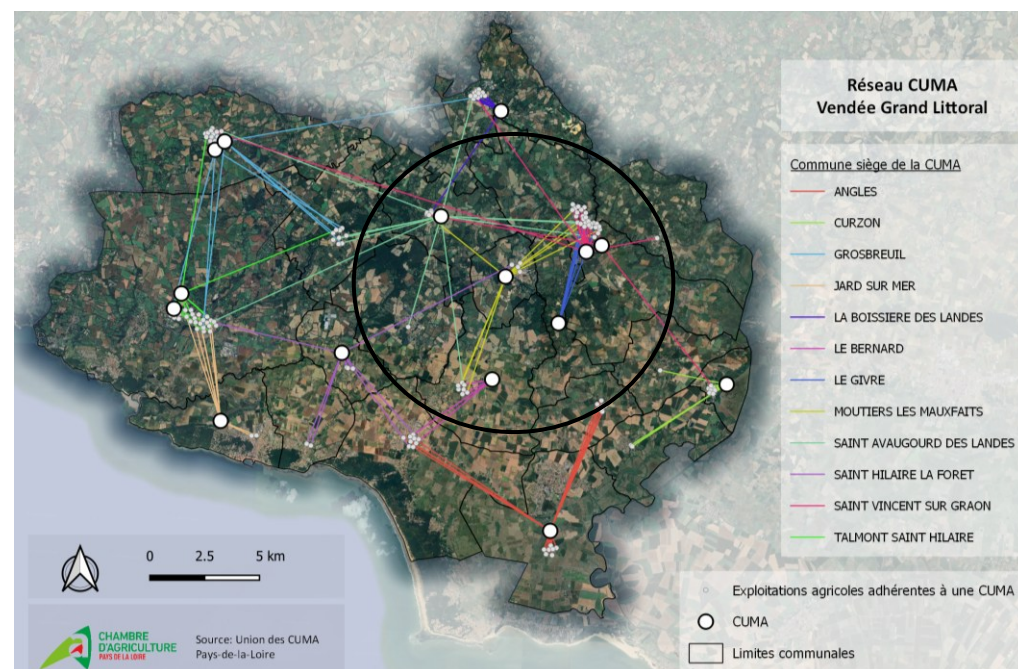 Réseau CUMA
Vendée Grand Littoral
Commune siège de la CUMA
ANGLES
CURZON
GROSBREUIL
JARD SUR MER
LA BOISSIERE DES LANDES
LE BERNARD
LE GIVRE
MOUTIERS LES MAUXFAITS
SAINT AVAUGOURD DES LANDES
SAINT HILAIRE LA FORET
SAINT VINCENT SUR GRAON
TALMONT SAINT HILAIRE
Exploitations agricoles adhérentes à une CUMA
CUMA
Limites communales
0 2.5 5 km
CHAMBRE
D'AGRICULTURE
PAYS DE LA LOIRE
Source: Union des CUMA
Pays-de-la-Loire